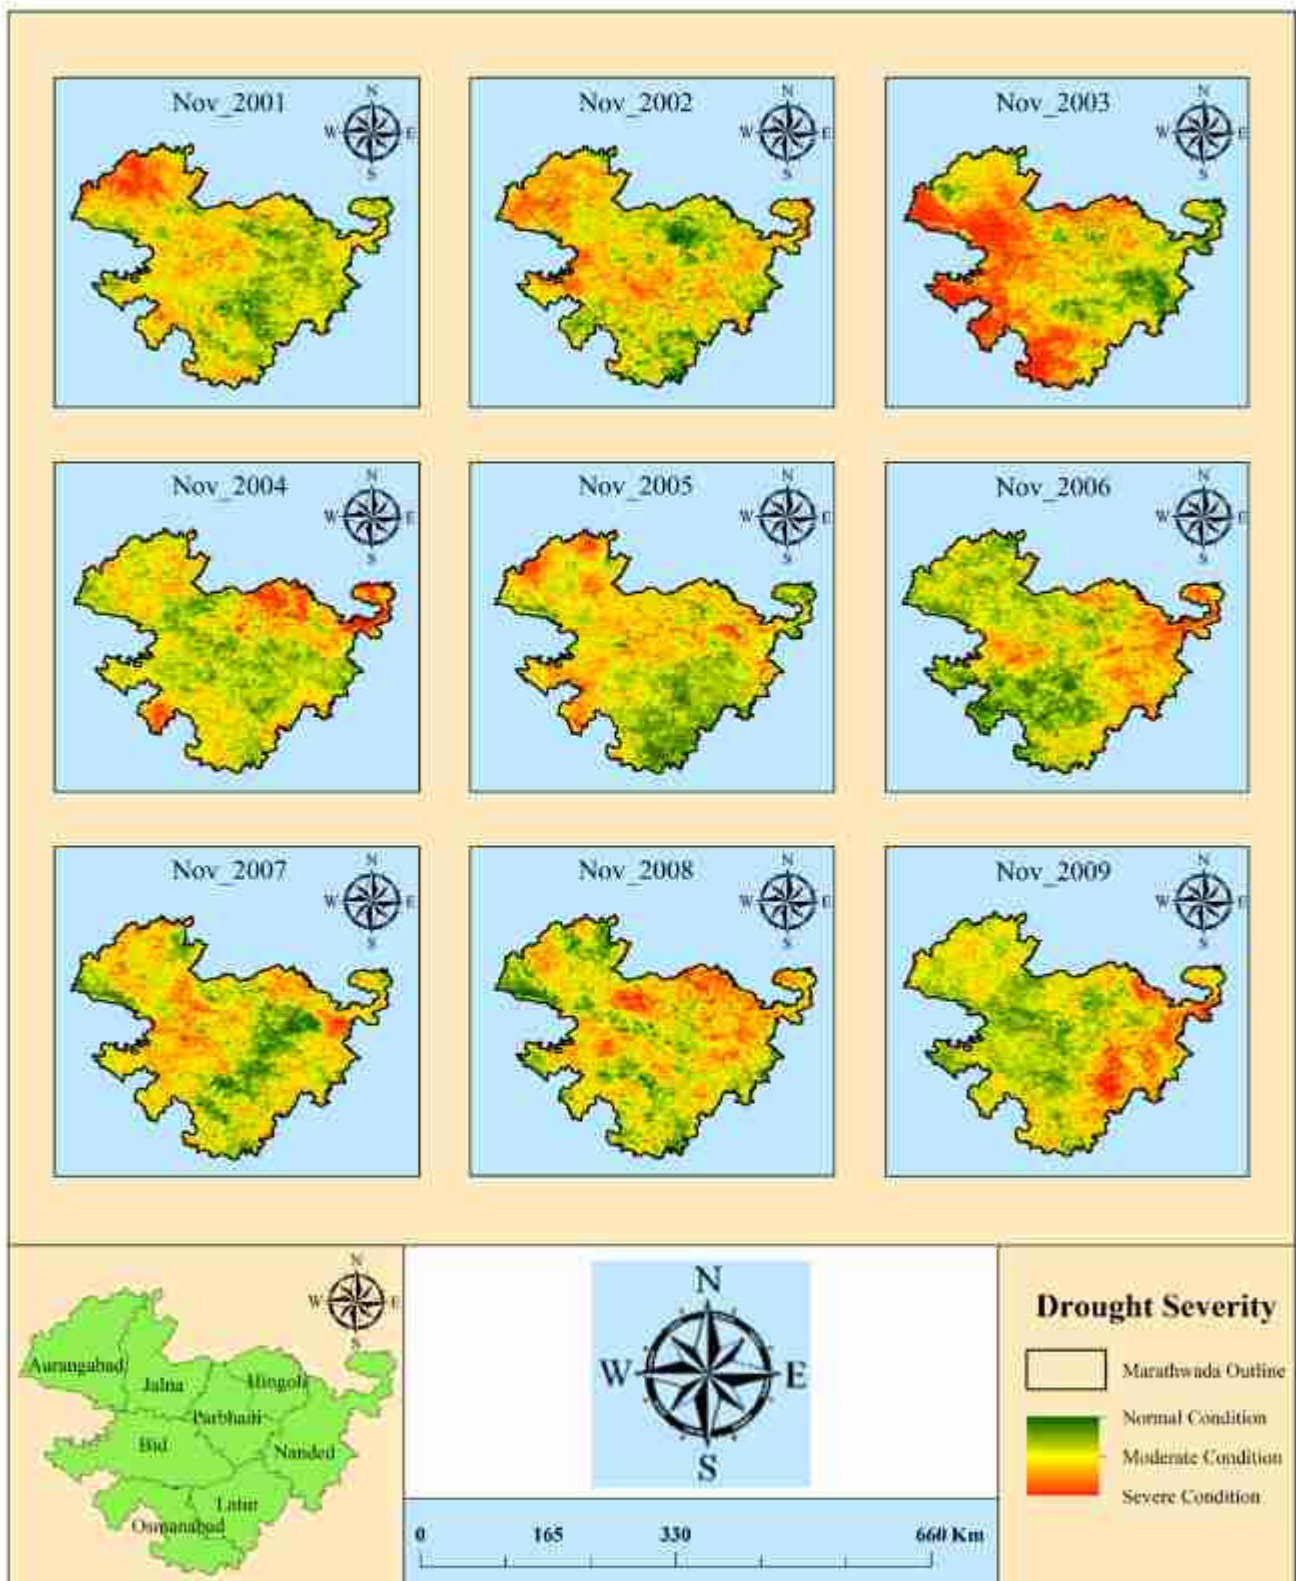 Nov_2001
N
W E
S
Nov_2002
N
W E
S
Nov_2003
N
W E
S
Nov_2004
N
W E
S
Nov_2005
N
W E
S
Nov_2006
N
W E
S
Nov_2007
N
W E
S
Nov_2008
N
W E
S
Nov_2009
N
W E
S
N
W E
S
Aurangabad
Jalna
Hingoli
Parbhani
Bid
Nanded
Latur
Osmanabad
N
W E
S
0 165 330 660 Km
Drought Severity
Marathwada Outline
Normal Condition
Moderate Condition
Severe Condition